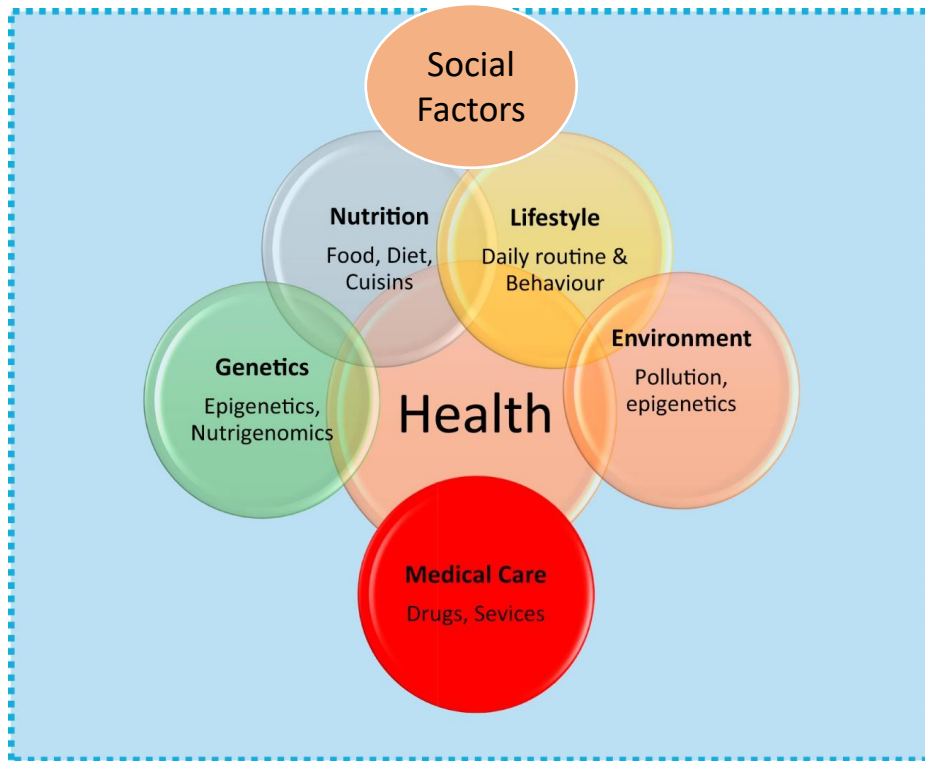 Social
Factors
Nutrition
Food, Diet,
Cuisins
Lifestyle
Daily routine &
Behaviour
Genetics
Epigenetics,
Nutrigenomics
Environment
Pollution,
epigenetics
Health
Medical Care
Drugs, Sevices